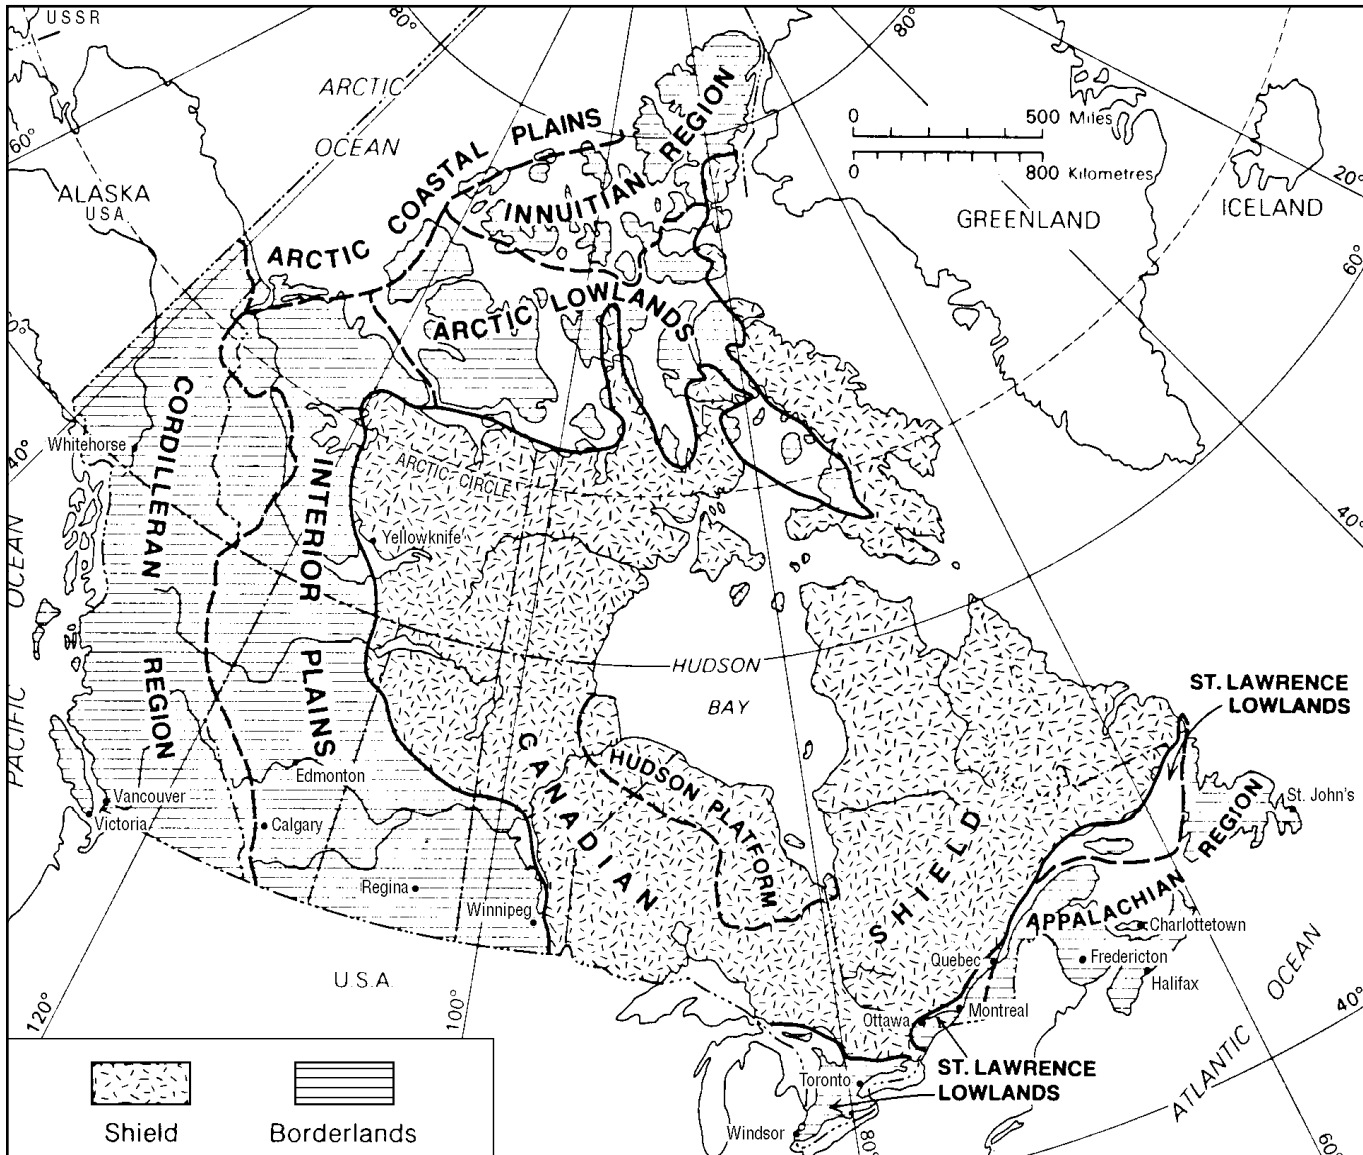 USSR
80°
80°
ARCTIC
OCEAN
0 500 Miles
0 800 Kilometres
60°
ALASKA
USA
ARCTIC COASTAL PLAINS
INNUITIAN REGION
GREENLAND
ICELAND
20°
60°
ARCTIC LOWLANDS
CORDILLERAN REGION
INTERIOR PLAINS
Whitehorse
40°
ARCTIC CIRCLE
Yellowknife
40°
PACIFIC OCEAN
HUDSON
BAY
ST. LAWRENCE
LOWLANDS
CANADIAN SHIELD
HUDSON PLATFORM
Edmonton
Vancouver
Victoria
Calgary
St. John's
APPALACHIAN REGION
Regina
Winnipeg
Charlottetown
Quebec
Fredericton
Halifax
U.S.A.
Ottawa
Montreal
ATLANTIC OCEAN
120°
100°
40°
ST. LAWRENCE
LOWLANDS
Toronto
Windsor
80°
60°
Shield
Borderlands